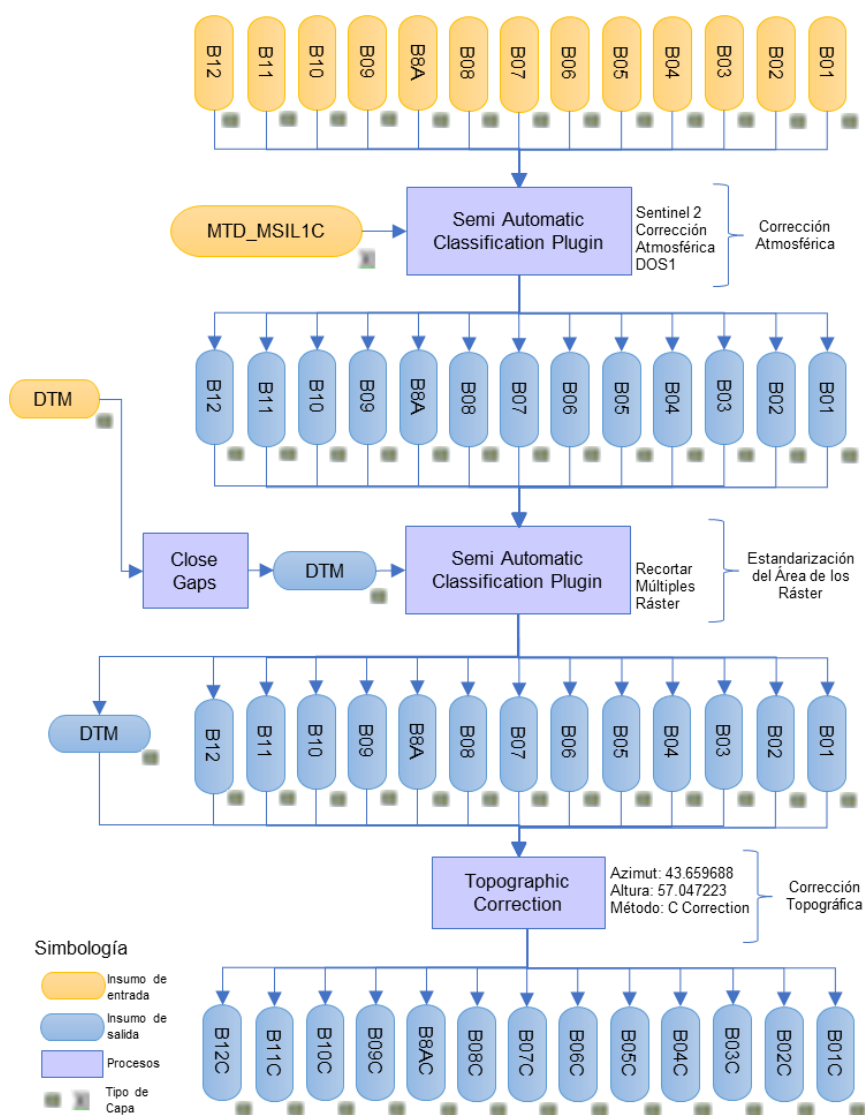 B12
B11
B10
B09
B8A
B08
B07
B06
B05
B04
B03
B02
B01
MTD_MSIL1C
Semi Automatic
Classification Plugin
Sentinel 2
Corrección
Atmosférica
DOS1
Corrección
Atmosférica
B12
B11
B10
B09
B8A
B08
B07
B06
B05
B04
B03
B02
B01
DTM
Close
Gaps
DTM
Semi Automatic
Classification Plugin
Recortar
Múltiples
Ráster
Estandarización
del Área de los
Ráster
DTM
B12
B11
B10
B09
B8A
B08
B07
B06
B05
B04
B03
B02
B01
Topographic
Correction
Azimut: 43.659688
Altura: 57.047223
Método: C Correction
Corrección
Topográfica
Simbología
Insumo de
entrada
Insumo de
salida
Procesos
Tipo de
Capa
B12C
B11C
B10C
B09C
B8AC
B08C
B07C
B06C
B05C
B04C
B03C
B02C
B01C